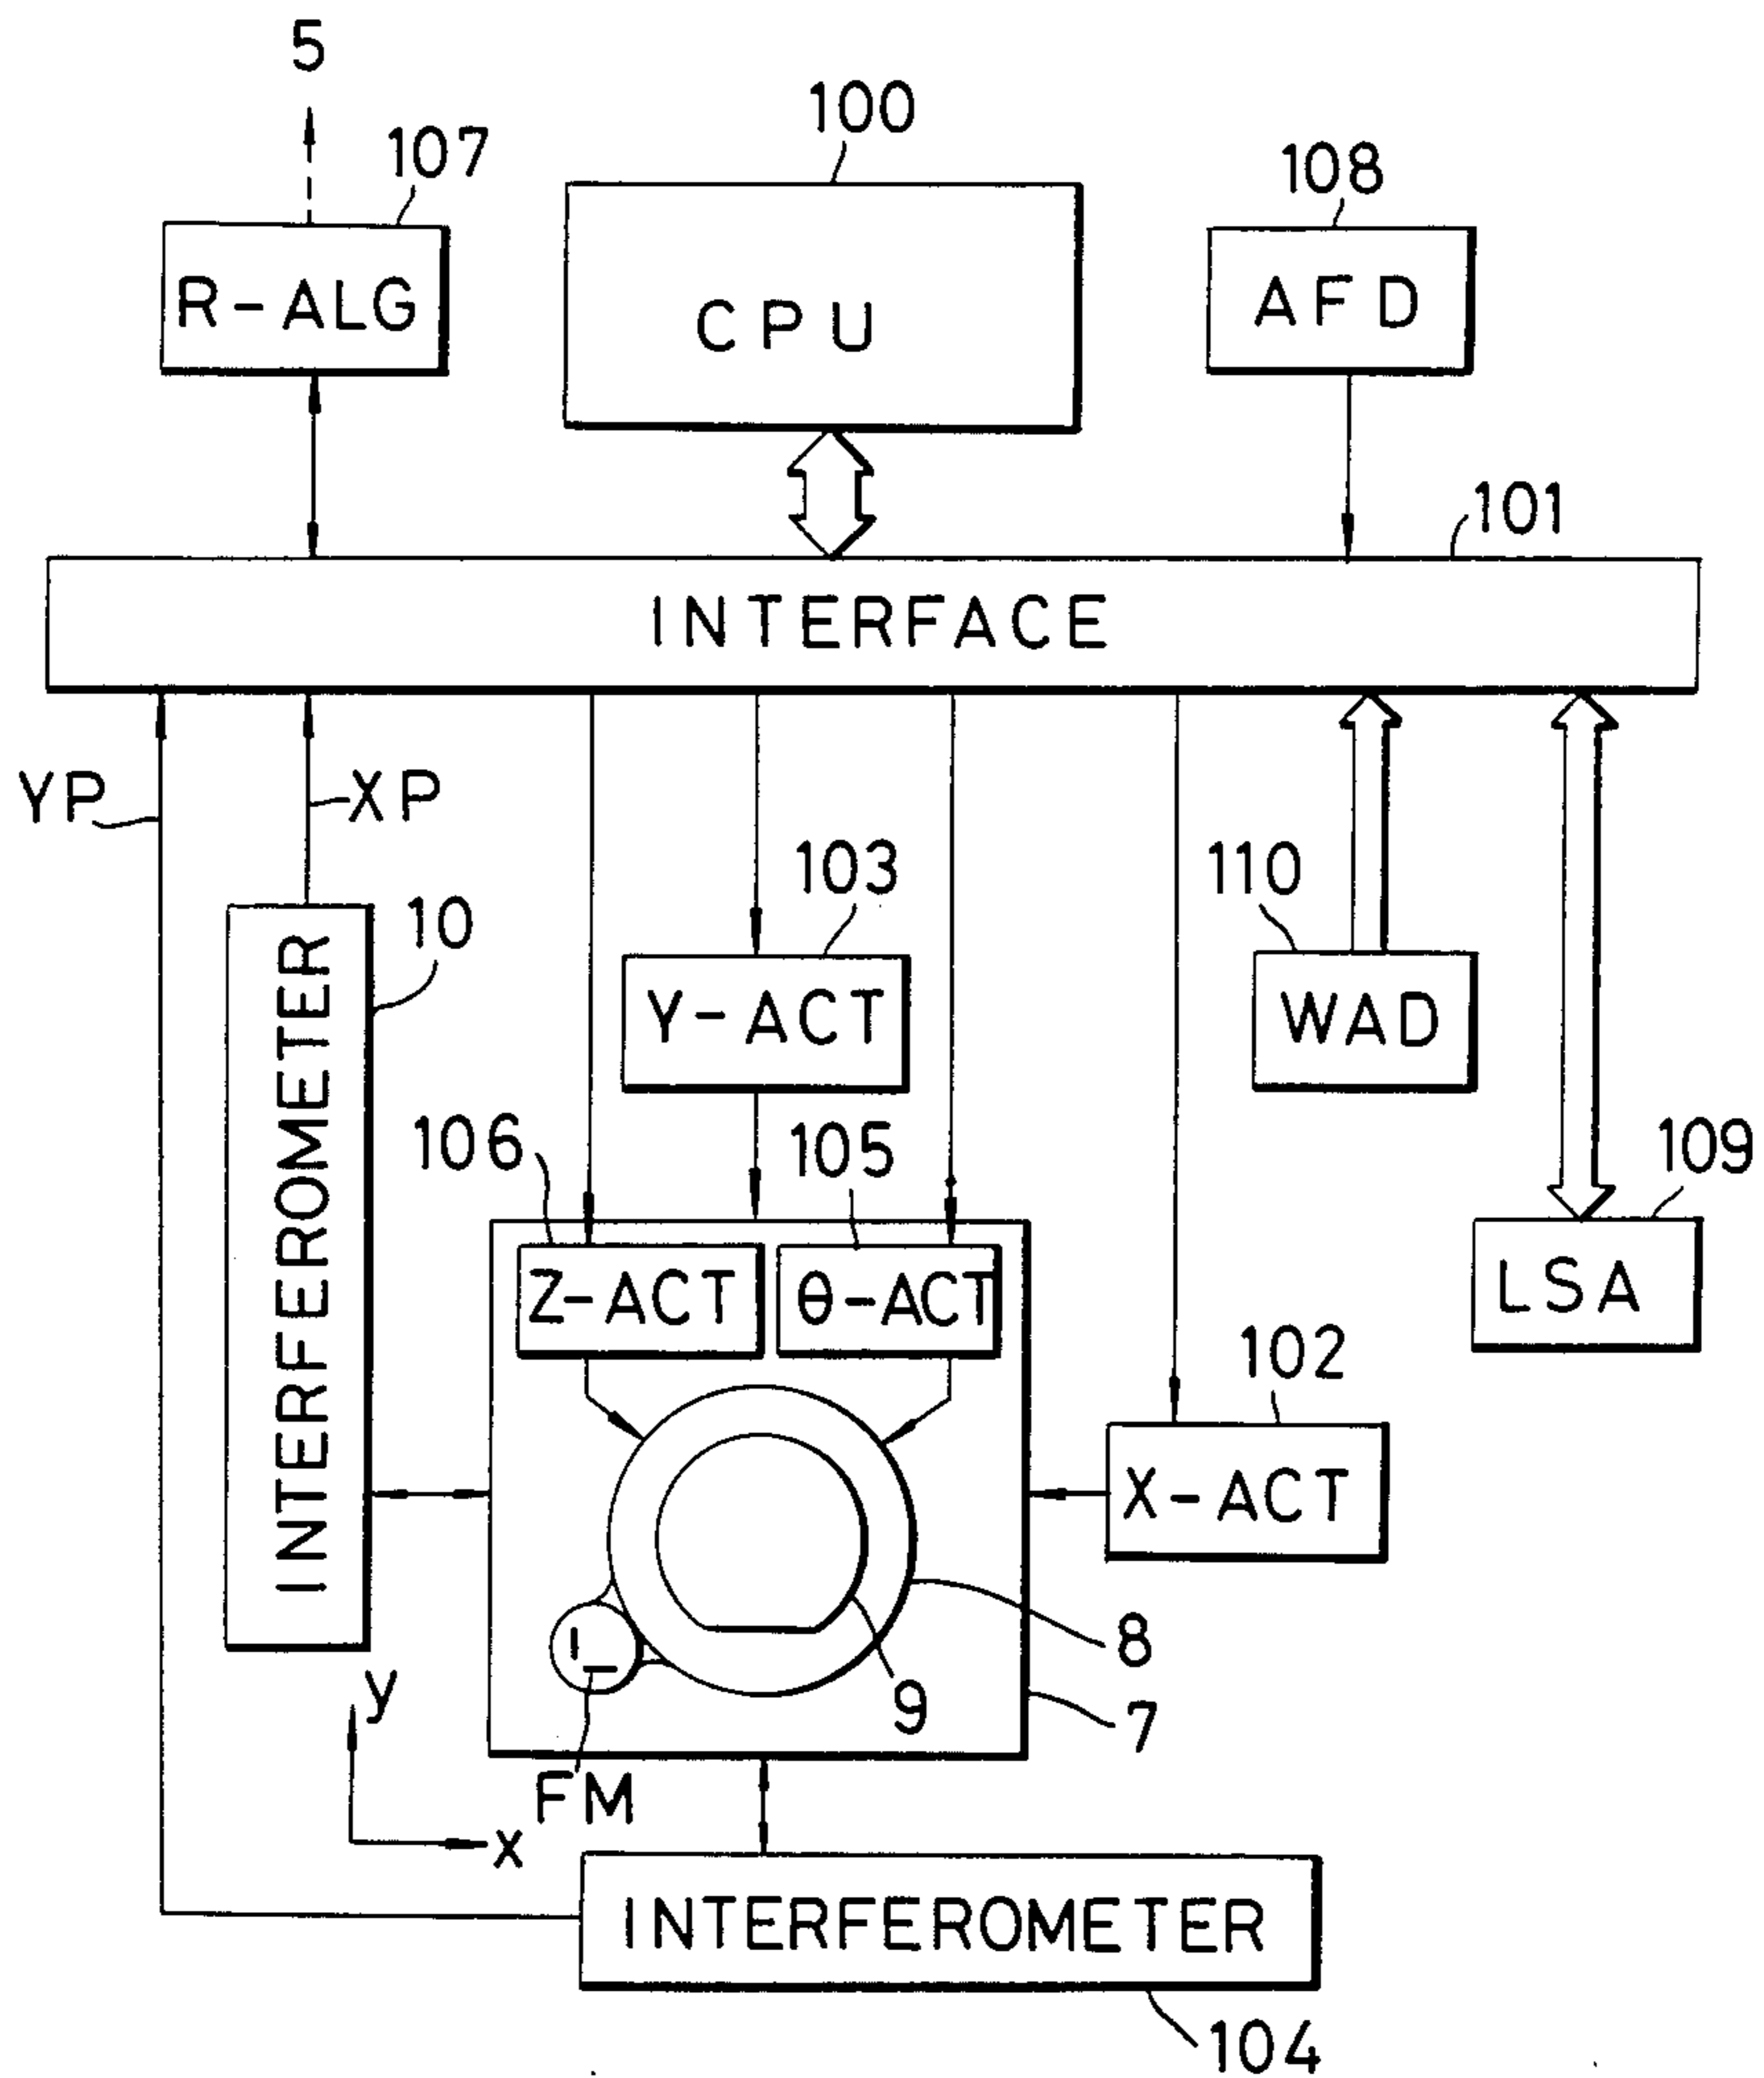 5
100
107
108
R-ALG
CPU
AFD
101
INTERFACE
YP
XP
103
110
10
Y-ACT
WAD
INTERFEROMETER
106
105
109
Z-ACT
θ-ACT
LSA
102
X-ACT
8
9
7
y
FM
x
INTERFEROMETER
104